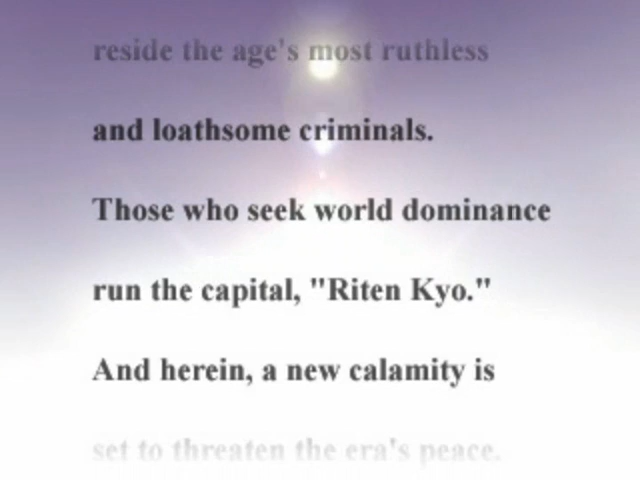 reside the age's most ruthless
and loathsome criminals.
Those who seek world dominance
run the capital, "Riten Kyo."
And herein, a new calamity is
set to threaten the era's peace.